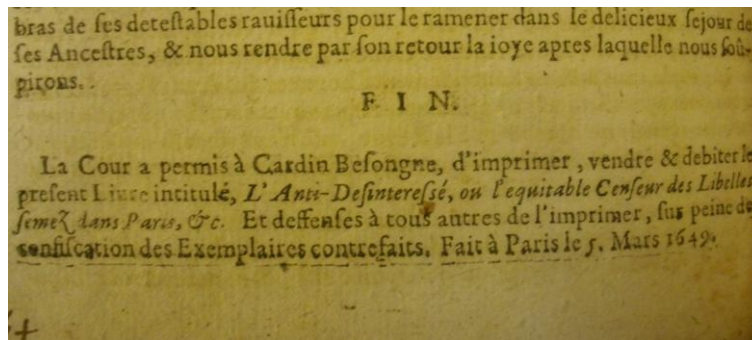 bras de ſes deteſtables rauiſſeurs pour le ramener dans le delicieux ſejour de
ſes Anceſtres, & nous rendre par ſon retour la ioye apres laquelle nous ſoû-
pirons.
F I N.
La Cour a permis à Cardin Beſongne, d'imprimer, vendre & debiter le
preſent Livre intitulé, L'Anti-Deſintereſſé, ou l'equitable Cenſeur des Libelles
ſemez dans Paris, &c. Et deffenſes à tous autres de l'imprimer, ſur peine de
confiſcation des Exemplaires contrefaits. Fait à Paris le 5. Mars 1649.